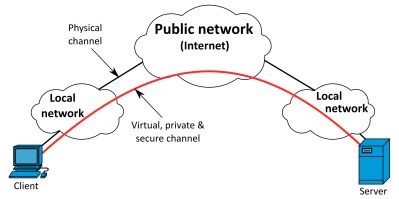 Physical
channel
Public network
(Internet)
Local
network
Local
network
Virtual, private &
secure channel
Client
Server